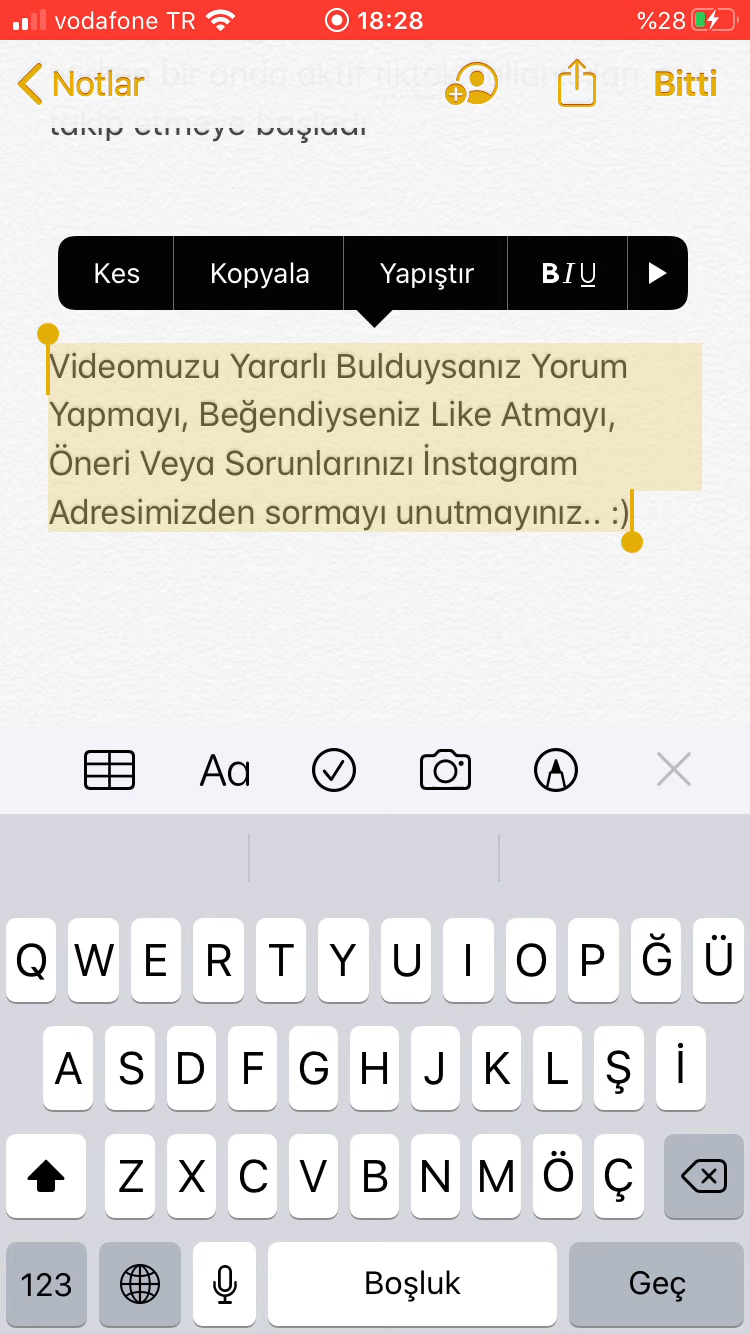 vodafone TR 18:28 %28
Notlar Bitti
takip etmeye başladı
Kes Kopyala Yapıştır B I U
Videomuzu Yararlı Bulduysanız Yorum
Yapmayı, Beğendiyseniz Like Atmayı,
Öneri Veya Sorunlarınızı İnstagram
Adresimizden sormayı unutmayınız.. :)
Aa
Q W E R T Y U I O P Ğ Ü
A S D F G H J K L Ş İ
Z X C V B N M Ö Ç
123 Boşluk Geç